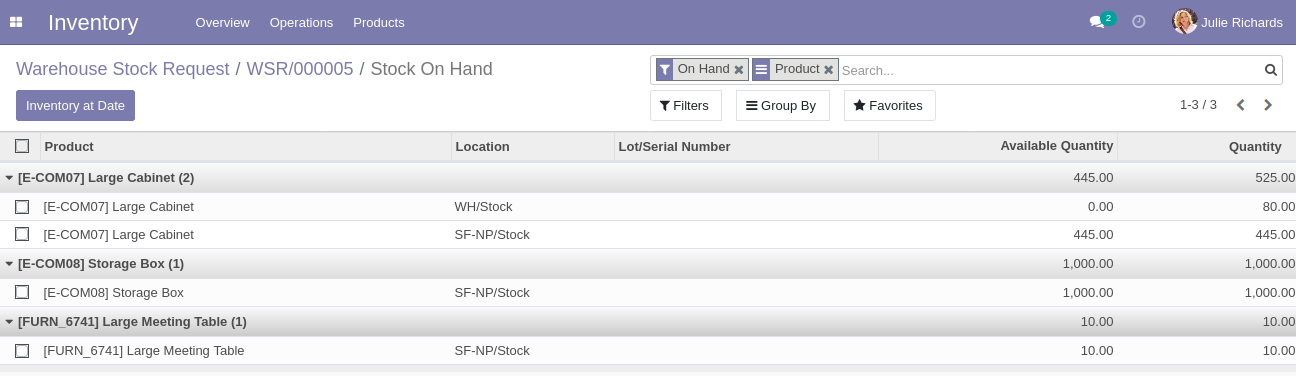 Inventory Overview Operations Products 2 Julie Richards
Warehouse Stock Request / WSR/000005 / Stock On Hand
On Hand Product Search...
Inventory at Date Filters Group By Favorites 1-3 / 3
Product Location Lot/Serial Number Available Quantity Quantity
[E-COM07] Large Cabinet (2) 445.00 525.00
[E-COM07] Large Cabinet WH/Stock 0.00 80.00
[E-COM07] Large Cabinet SF-NP/Stock 445.00 445.00
[E-COM08] Storage Box (1) 1,000.00 1,000.00
[E-COM08] Storage Box SF-NP/Stock 1,000.00 1,000.00
[FURN_6741] Large Meeting Table (1) 10.00 10.00
[FURN_6741] Large Meeting Table SF-NP/Stock 10.00 10.00